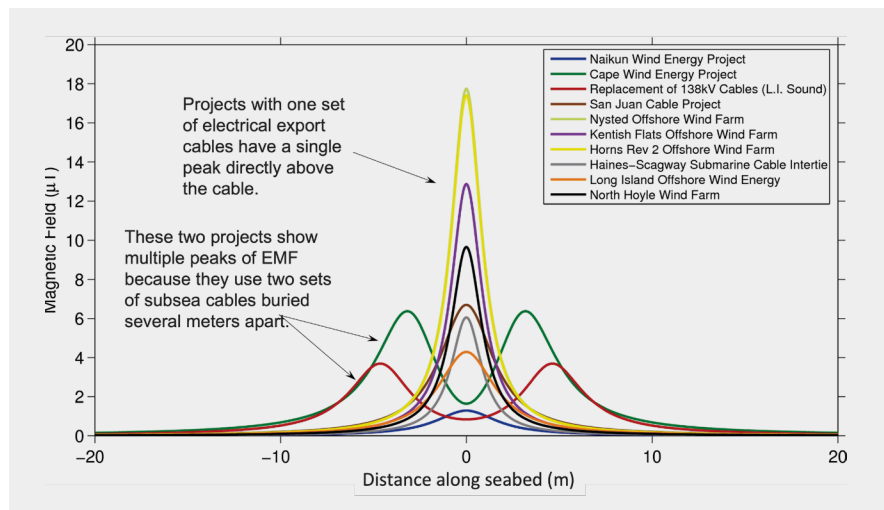 20
18
16
14
12
10
8
6
4
2
0
Magnetic Field (μT)
Projects with one set
of electrical export
cables have a single
peak directly above
the cable.
These two projects show
multiple peaks of EMF
because they use two sets
of subsea cables buried
several meters apart.
Naikun Wind Energy Project
Cape Wind Energy Project
Replacement of 138kV Cables (L.I. Sound)
San Juan Cable Project
Nysted Offshore Wind Farm
Kentish Flats Offshore Wind Farm
Horns Rev 2 Offshore Wind Farm
Haines−Scagway Submarine Cable Intertie
Long Island Offshore Wind Energy
North Hoyle Wind Farm
−20
−10
0
10
20
Distance along seabed (m)